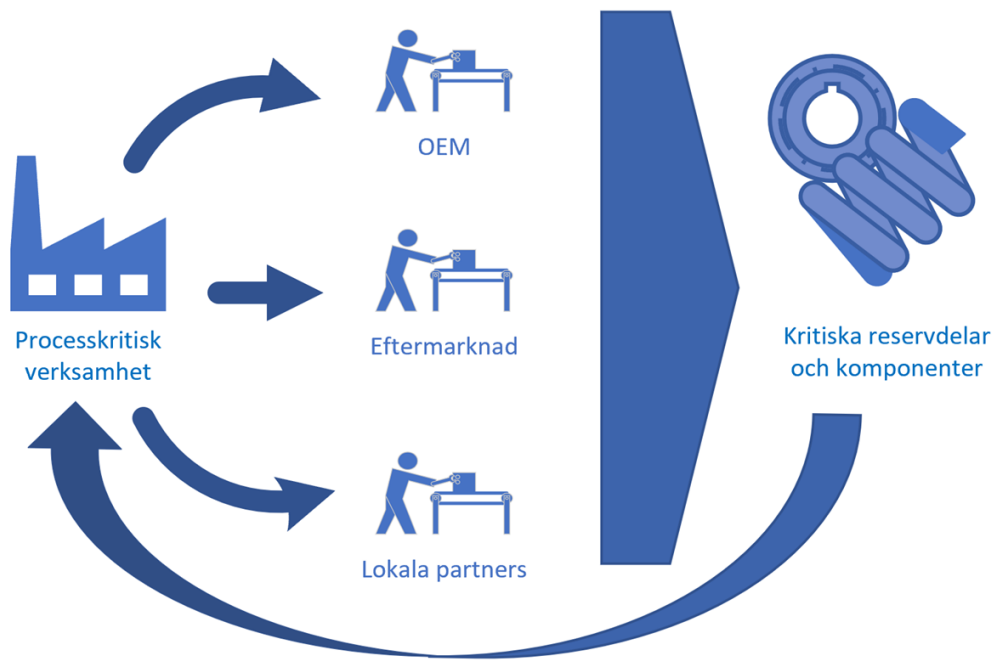 OEM
Processkritisk
verksamhet
Eftermarknad
Kritiska reservdelar
och komponenter
Lokala partners